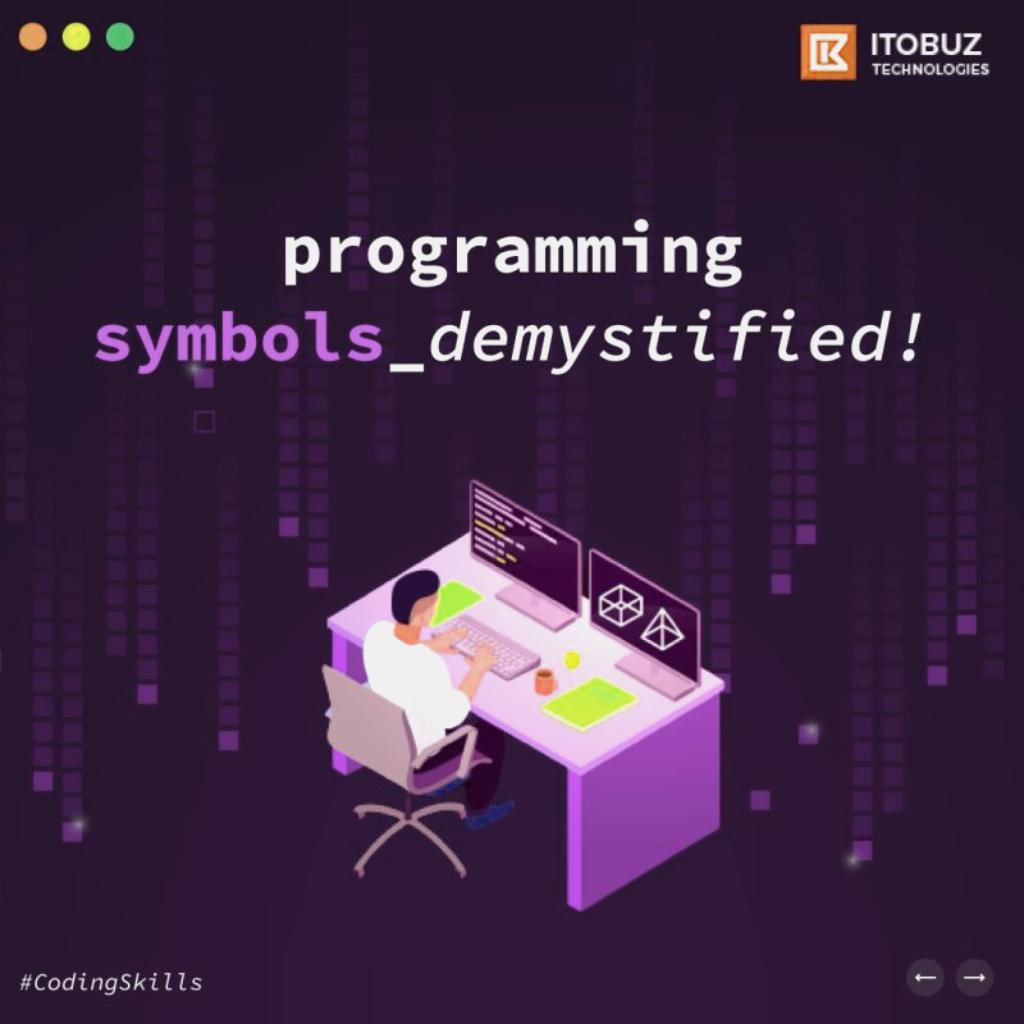 ITOBUZ
TECHNOLOGIES
programming
symbols_demystified!
#CodingSkills